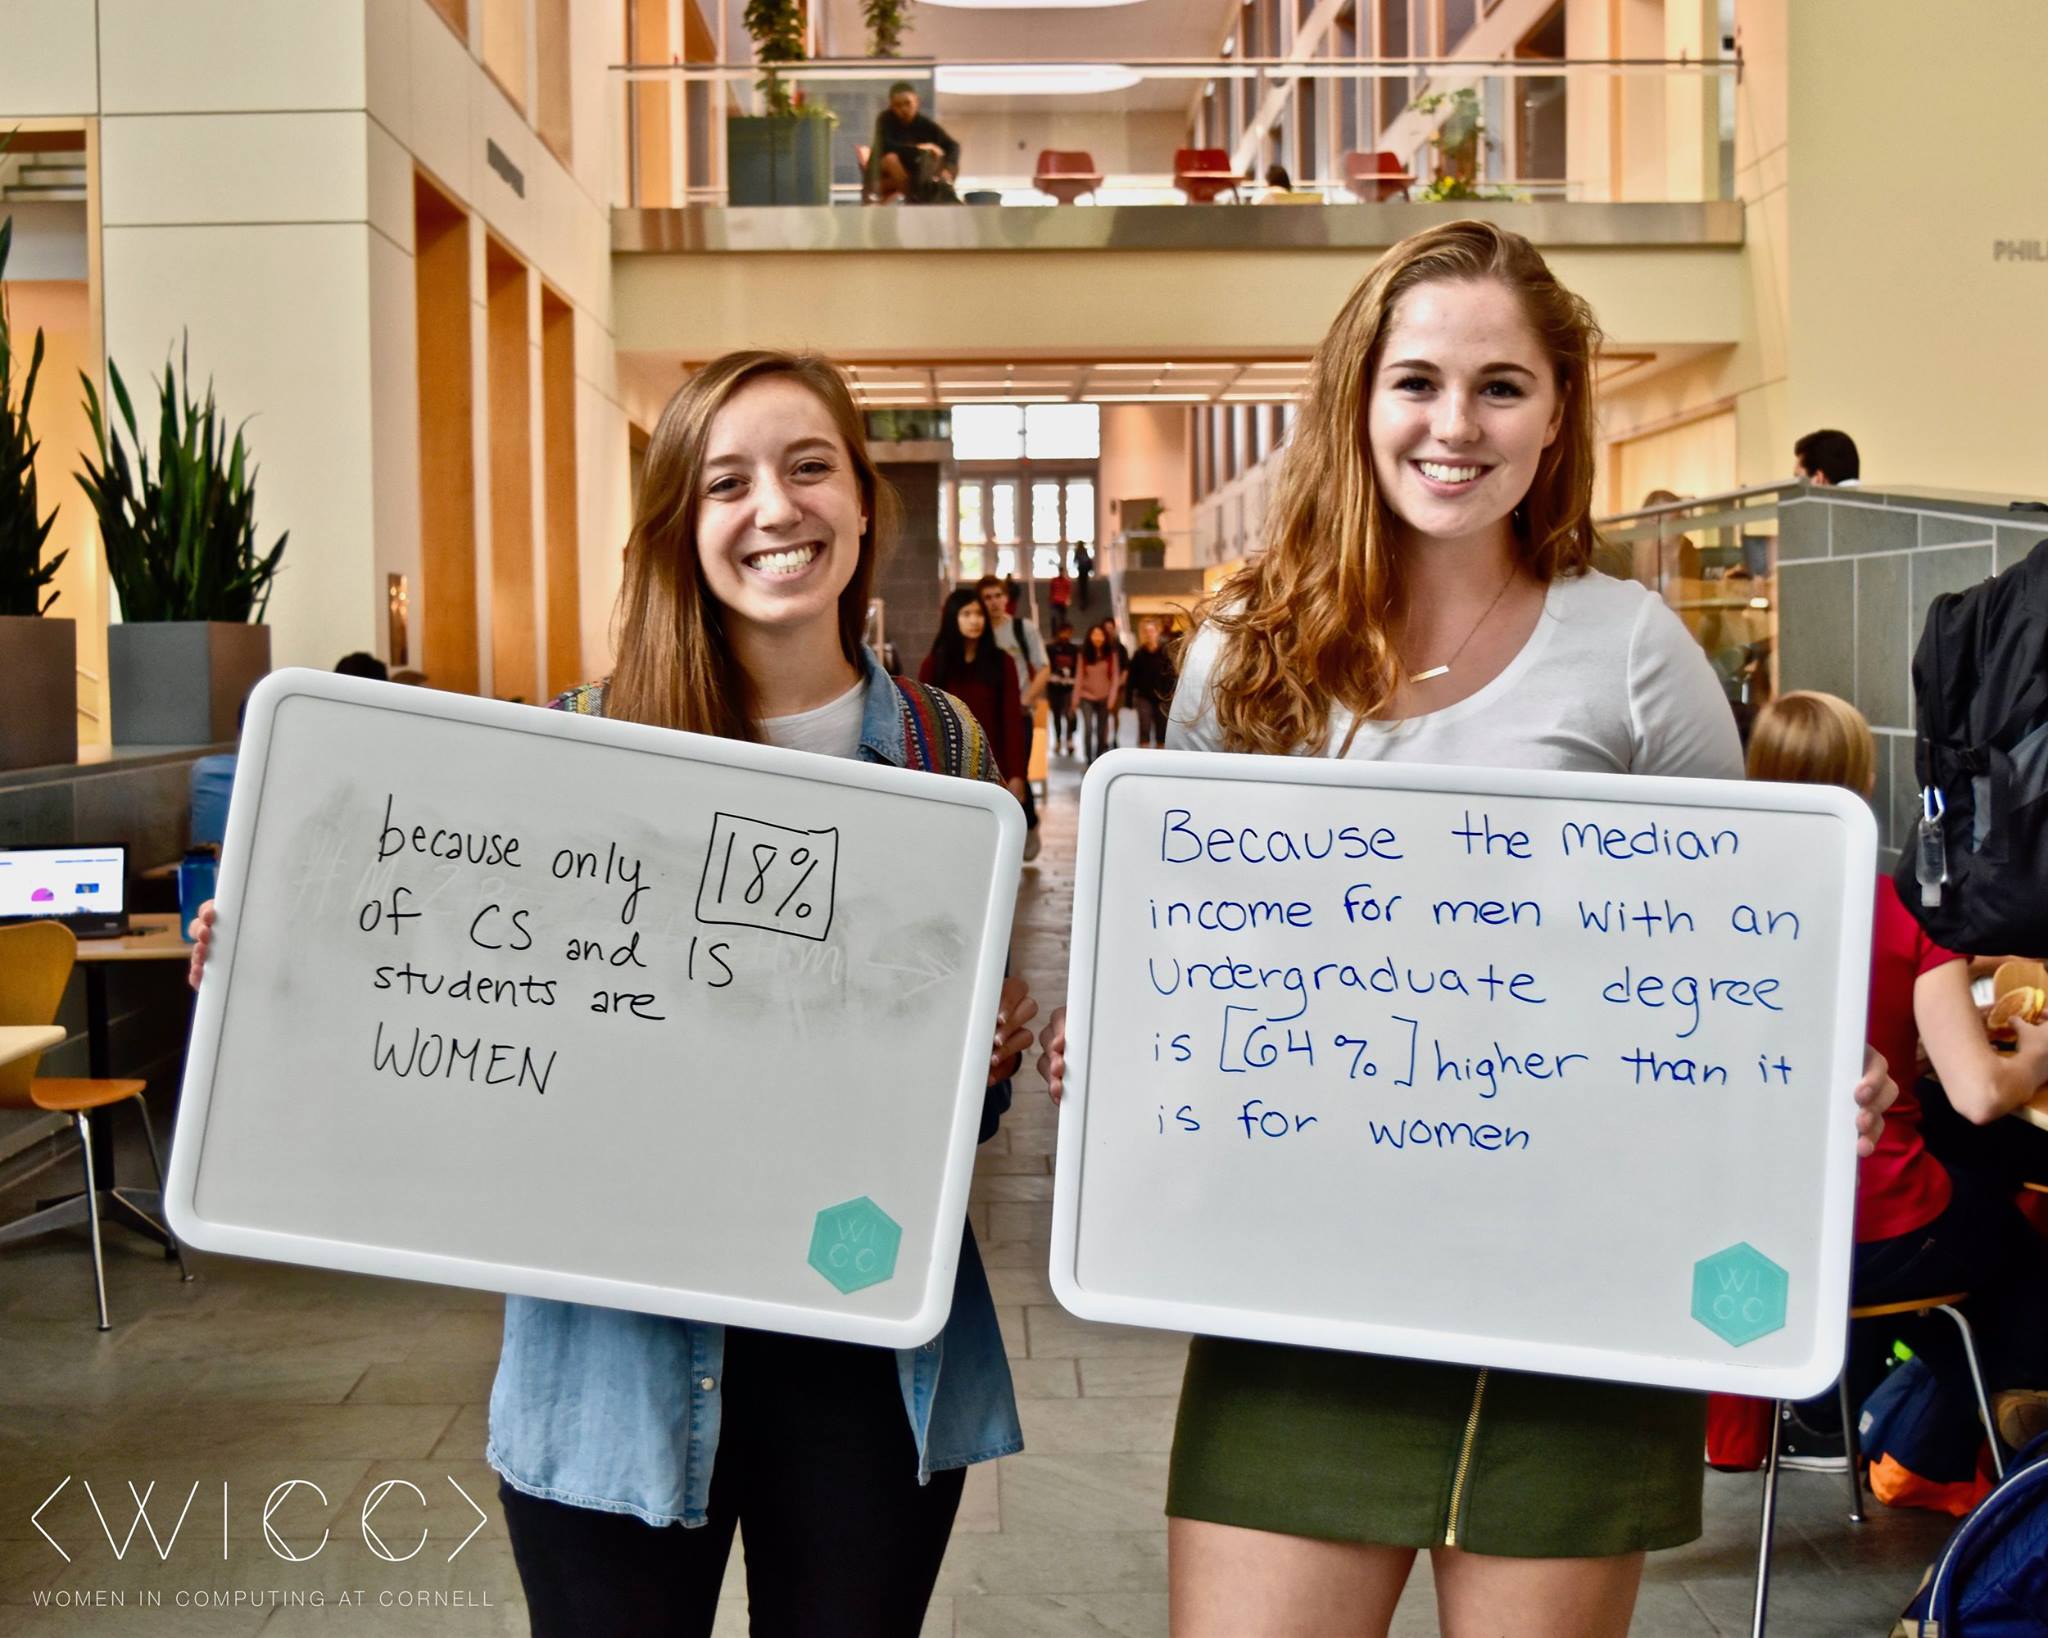 because only 18%
of CS and IS
students are
WOMEN
WI
CC
Because the median
income for men with an
Undergraduate degree
is [64%] higher than it
is for women
WI
CC
PHIL
<WICC>
WOMEN IN COMPUTING AT CORNELL